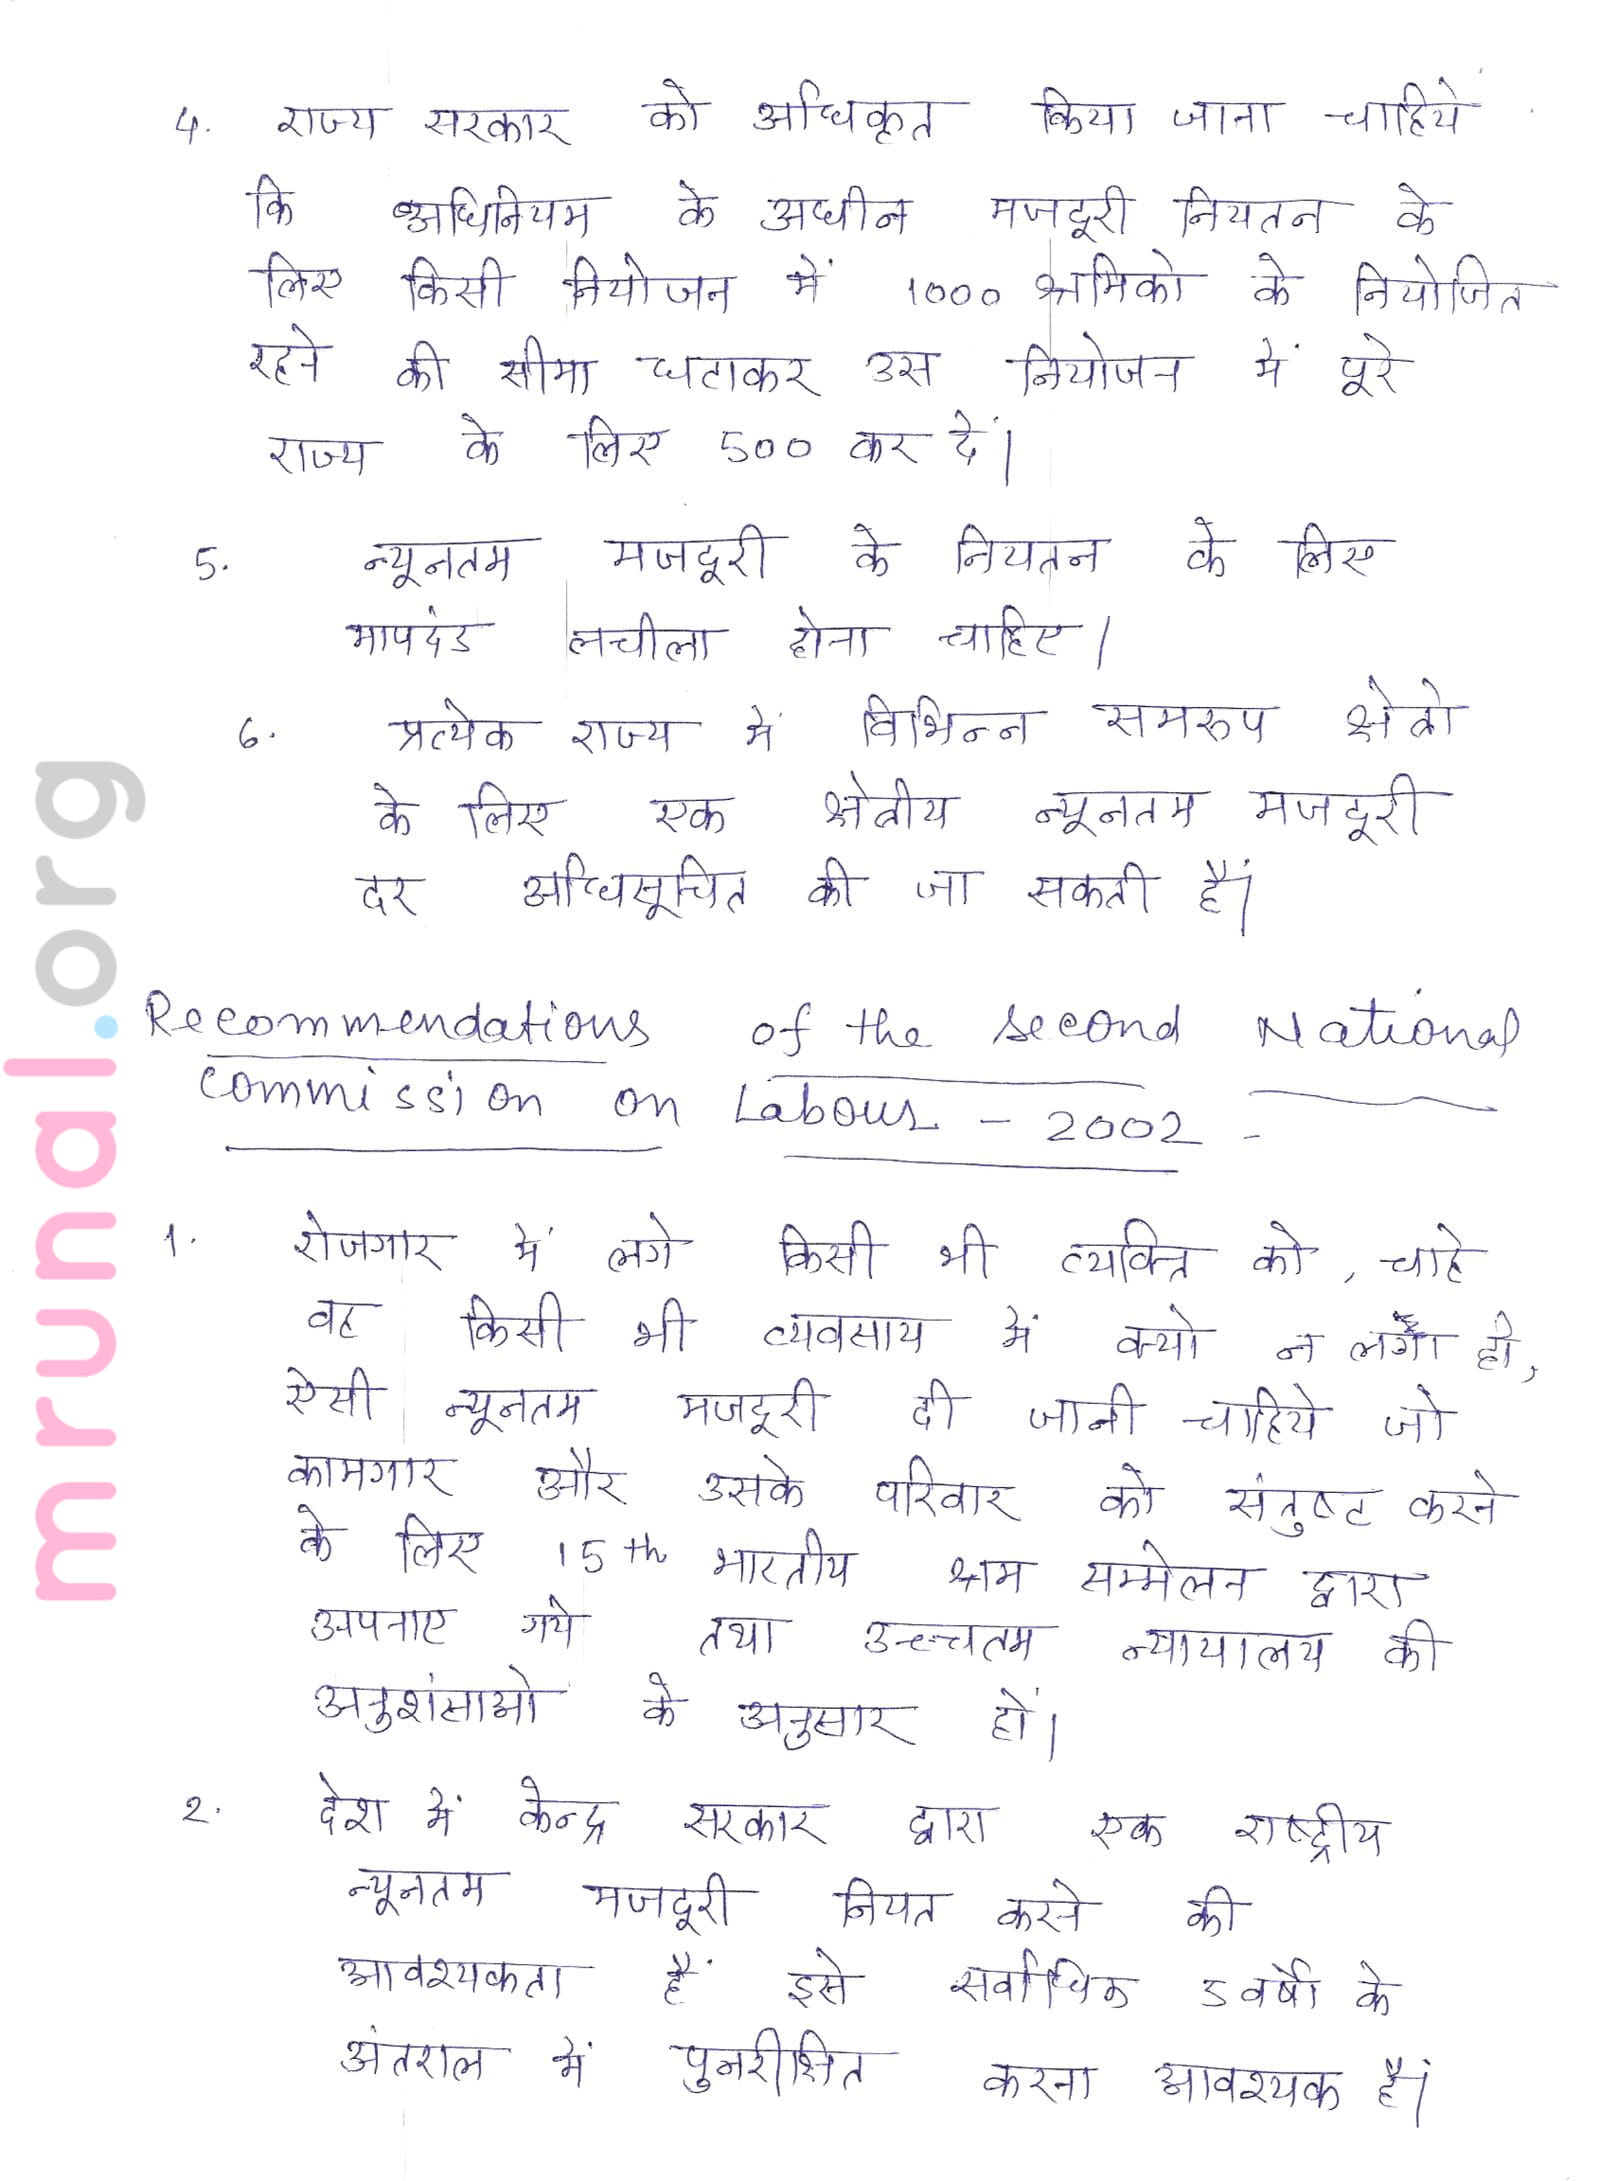 4. राज्य सरकार को अधिकृत किया जाना चाहिये
कि अधिनियम के अधीन मजदूरी नियतन के
लिए किसी नियोजन में 1000 श्रमिको के नियोजित
रहने की सीमा घटाकर उस नियोजन में पूरे
राज्य के लिए 500 कर दें।
5. न्यूनतम मजदूरी के नियतन के लिए
मापदंड लचीला होना चाहिए।
6. प्रत्येक राज्य में विभिन्न समरुप क्षेत्रो
के लिए एक क्षेत्रीय न्यूनतम मजदूरी
दर अधिसूचित की जा सकती हैं।
Recommendations of the second National
Commission on Labour - 2002 -
1. रोजगार में लगे किसी भी व्यक्ति को, चाहे
वह किसी भी व्यवसाय में क्यो न लगा हो,
ऐसी न्यूनतम मजदूरी दी जानी चाहिये जो
कामगार और उसके परिवार को संतुष्ट करने
के लिए 15th भारतीय श्रम सम्मेलन द्वारा
अपनाए गये तथा उच्चतम न्यायालय की
अनुशंसाओ के अनुसार हों।
2. देश में केन्द्र सरकार द्वारा एक राष्ट्रीय
न्यूनतम मजदूरी नियत करने की
आवश्यकता हैं इसे सर्वाधिक 5 वर्षो के
अंतराल में पुनरीक्षित करना आवश्यक हैं।
mrunal.org